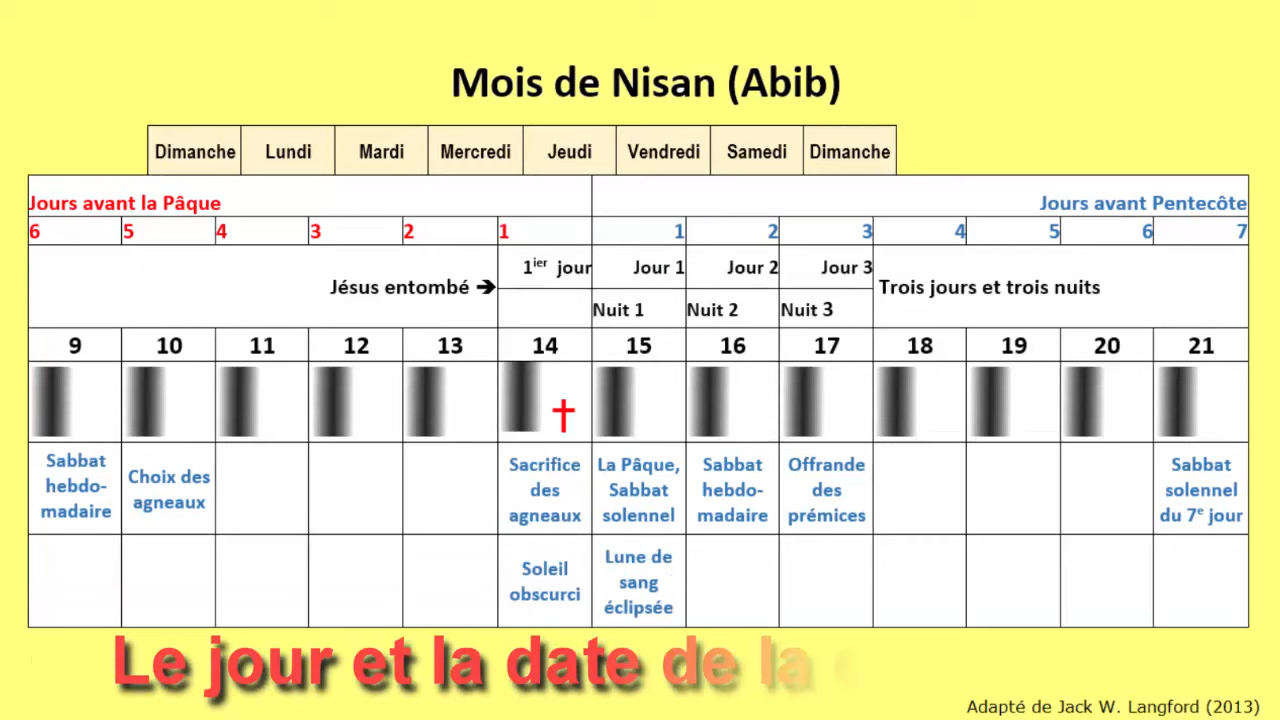 Mois de Nisan (Abib)
Dimanche Lundi Mardi Mercredi Jeudi Vendredi Samedi Dimanche
Jours avant la Pâque Jours avant Pentecôte
6 5 4 3 2 1 1 2 3 4 5 6 7
1ier jour Jour 1 Jour 2 Jour 3
Jésus entombé ➔ Trois jours et trois nuits
Nuit 1 Nuit 2 Nuit 3
9 10 11 12 13 14 15 16 17 18 19 20 21
Sabbat
hebdo-
madaire
Choix des
agneaux
Sacrifice
des
agneaux
La Pâque,
Sabbat
solennel
Sabbat
hebdo-
madaire
Offrande
des
prémices
Sabbat
solennel
du 7e jour
Soleil
obscurci
Lune de
sang
éclipsée
Le jour et la date de la
Adapté de Jack W. Langford (2013)